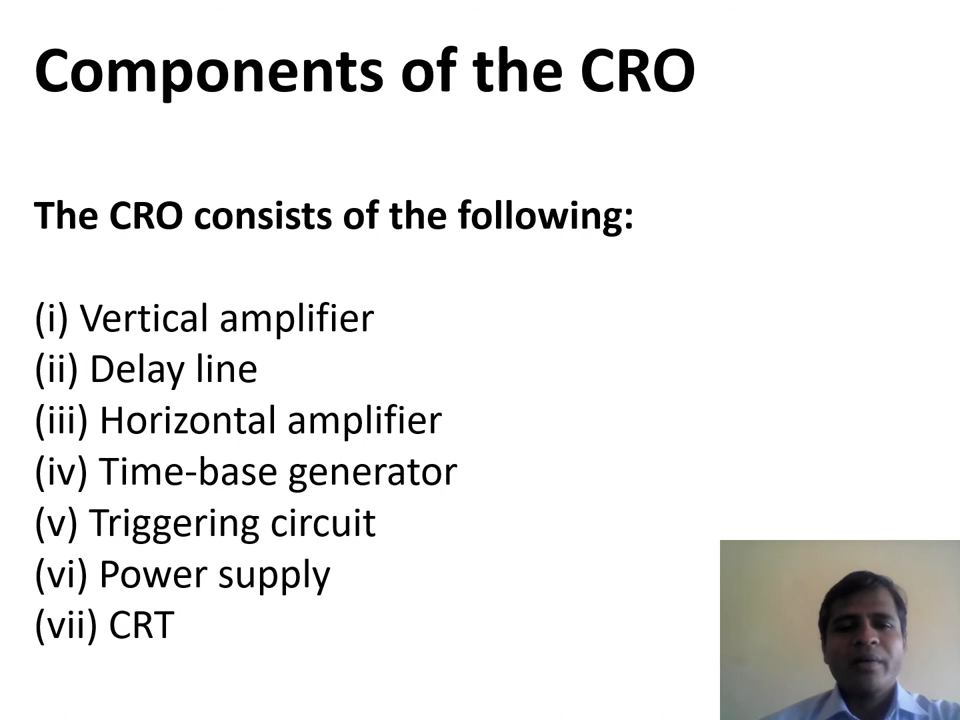 Components of the CRO
The CRO consists of the following:
(i) Vertical amplifier
(ii) Delay line
(iii) Horizontal amplifier
(iv) Time-base generator
(v) Triggering circuit
(vi) Power supply
(vii) CRT